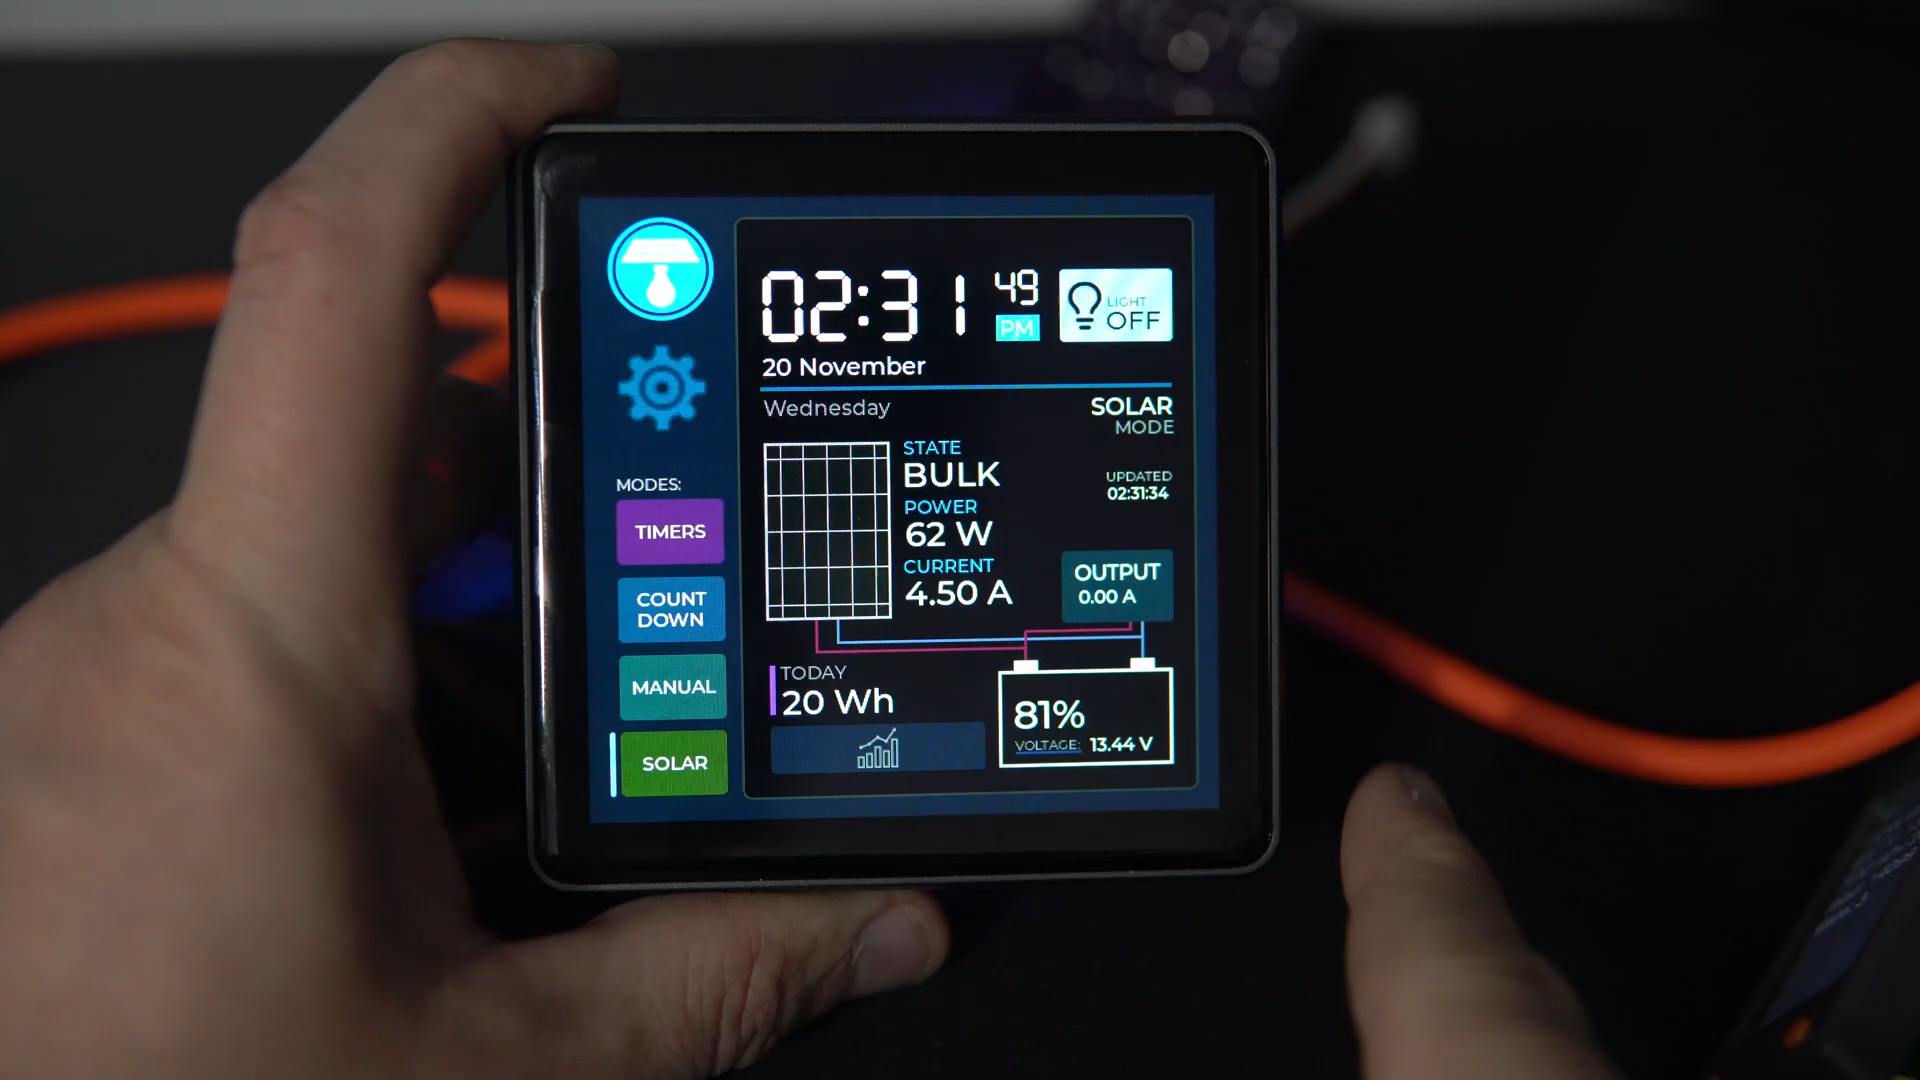 02:31
49
PM
LIGHT
OFF
20 November
Wednesday
SOLAR
MODE
STATE
BULK
POWER
62 W
CURRENT
4.50 A
UPDATED
02:31:34
OUTPUT
0.00 A
MODES:
TIMERS
COUNT
DOWN
MANUAL
SOLAR
TODAY
20 Wh
81%
VOLTAGE: 13.44 V